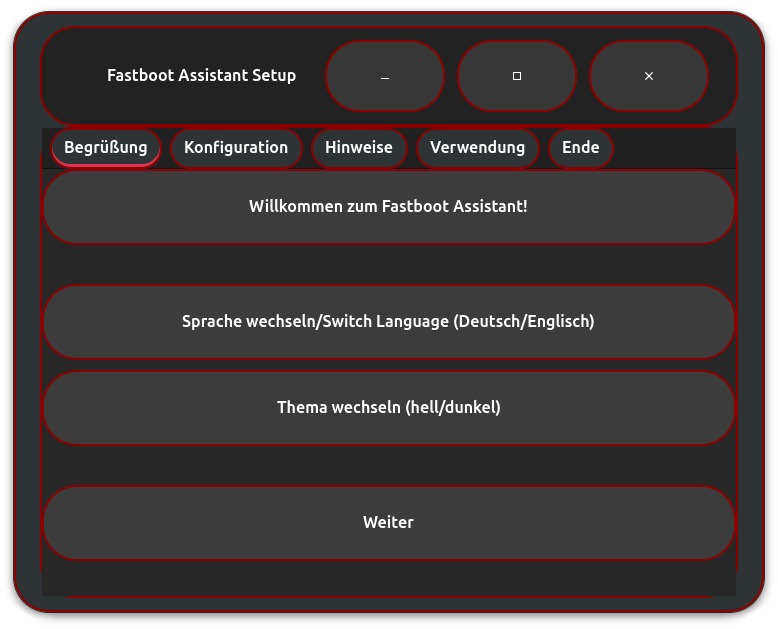 Fastboot Assistant Setup
Begrüßung Konfiguration Hinweise Verwendung Ende
Willkommen zum Fastboot Assistant!
Sprache wechseln/Switch Language (Deutsch/Englisch)
Thema wechseln (hell/dunkel)
Weiter